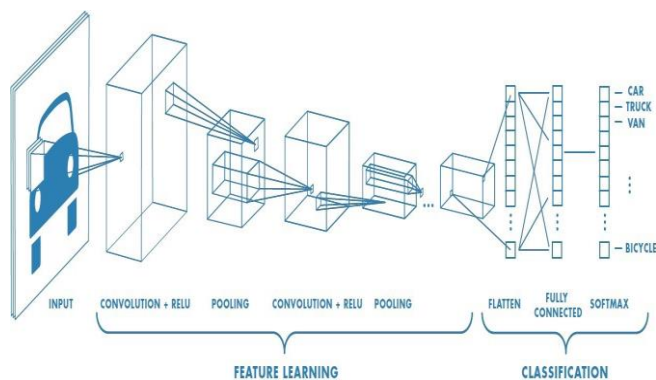 CAR
TRUCK
VAN
BICYCLE
INPUT
CONVOLUTION + RELU
POOLING
CONVOLUTION + RELU
POOLING
FLATTEN
FULLY
CONNECTED
SOFTMAX
FEATURE LEARNING
CLASSIFICATION